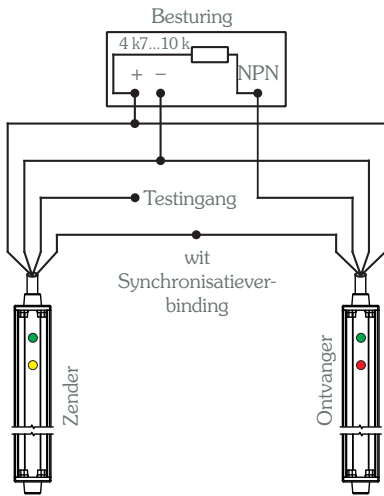 Besturing
4 k7...10 k
+ − NPN
Testingang
wit
Synchronisatiever-
binding
Zender
Ontvanger